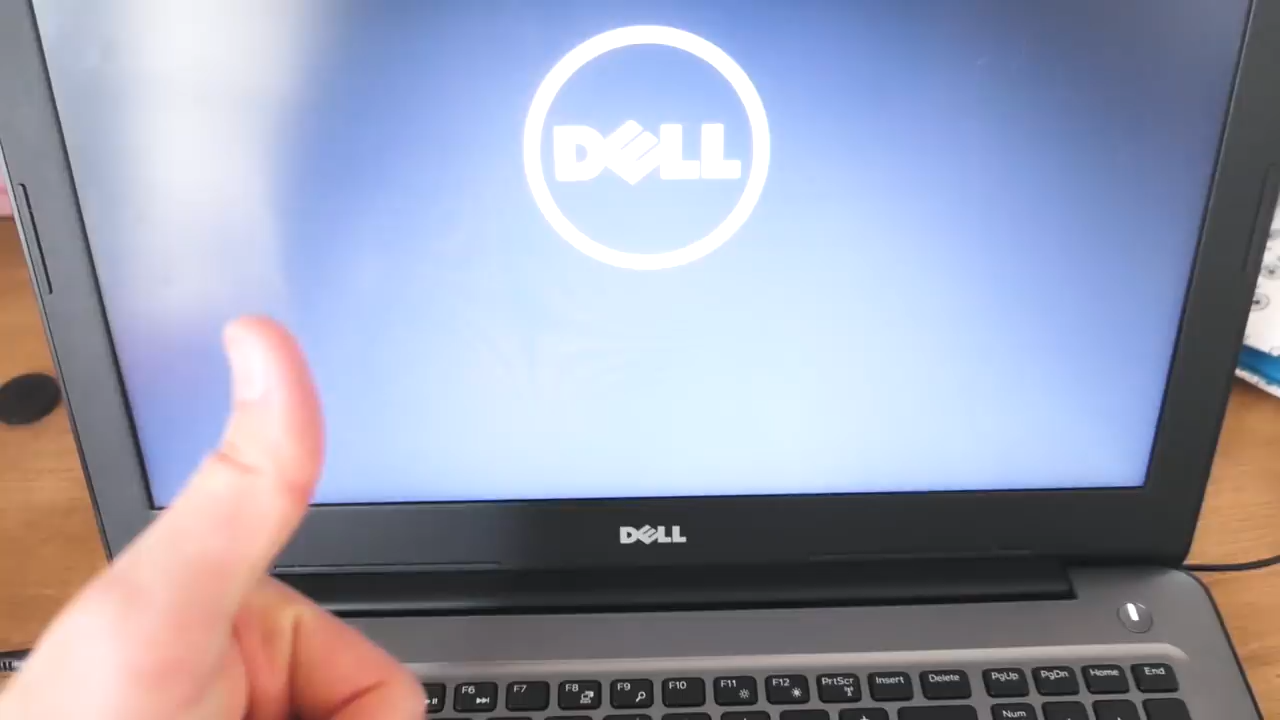 DELL
DELL
F6 F7 F8 F9 F10 F11 F12 PrtScr Insert Delete PgUp PgDn Home End
Num